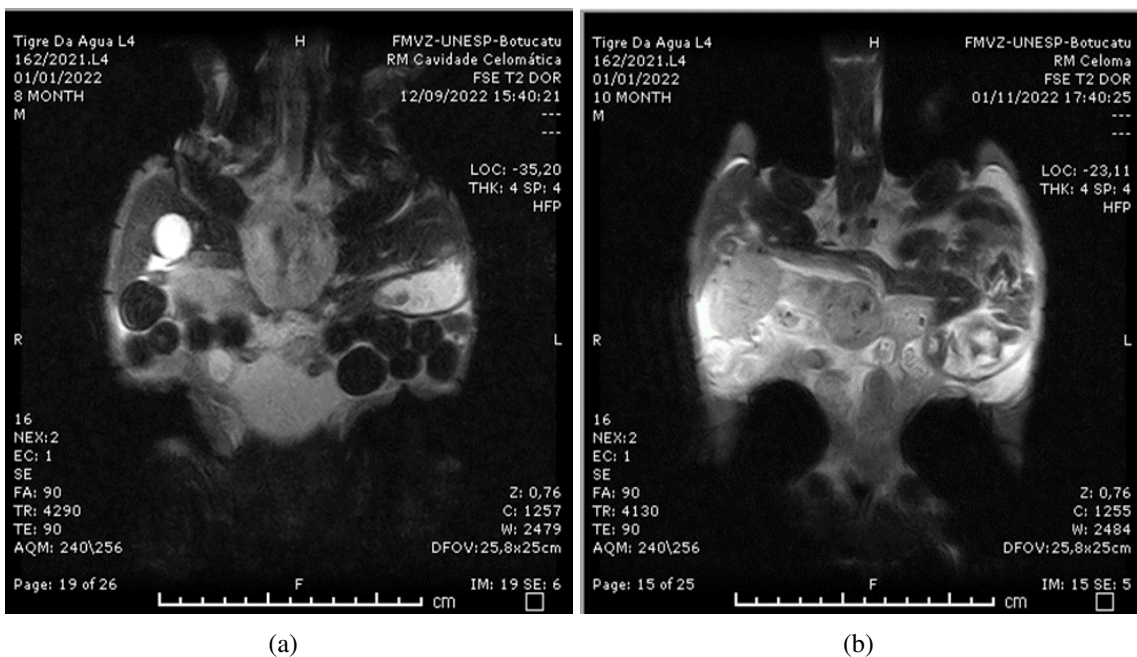 Tigre Da Agua L4
162/2021.L4
01/01/2022
8 MONTH
M
H
FMVZ-UNESP-Botucatu
RM Cavidade Celomática
FSE T2 DOR
12/09/2022 15:40:21
---
---
LOC: -35,20
THK: 4 SP: 4
HFP
R
L
16
NEX:2
EC: 1
SE
FA: 90
TR: 4290
TE: 90
AQM: 240\256
Z: 0,76
C: 1257
W: 2479
DFOV:25,8x25cm
Page: 19 of 26
F
IM: 19 SE: 6
cm
(a)
Tigre Da Agua L4
162/2021.L4
01/01/2022
10 MONTH
M
H
FMVZ-UNESP-Botucatu
RM Celoma
FSE T2 DOR
01/11/2022 17:40:25
---
---
LOC: -23,11
THK: 4 SP: 4
HFP
R
L
16
NEX:2
EC: 1
SE
FA: 90
TR: 4130
TE: 90
AQM: 240\256
Z: 0,76
C: 1255
W: 2484
DFOV:25,8x25cm
Page: 15 of 25
F
IM: 15 SE: 5
cm
(b)